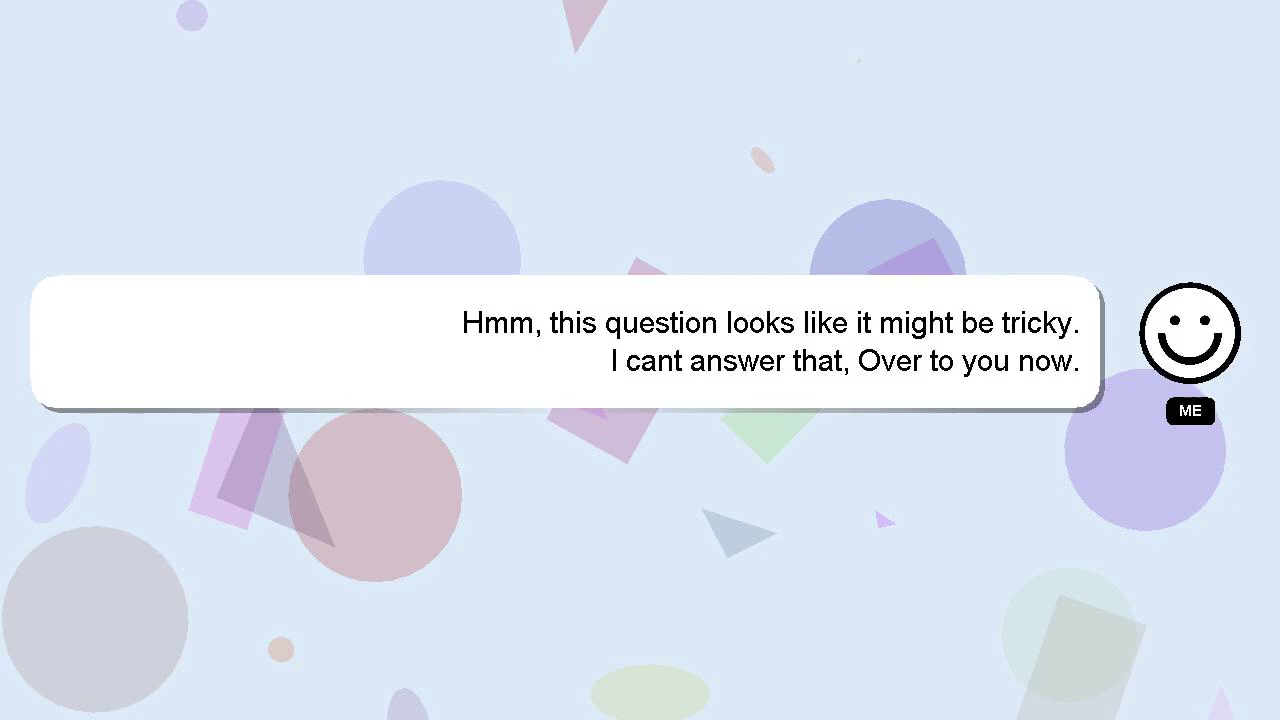 Hmm, this question looks like it might be tricky.
I cant answer that, Over to you now.
ME